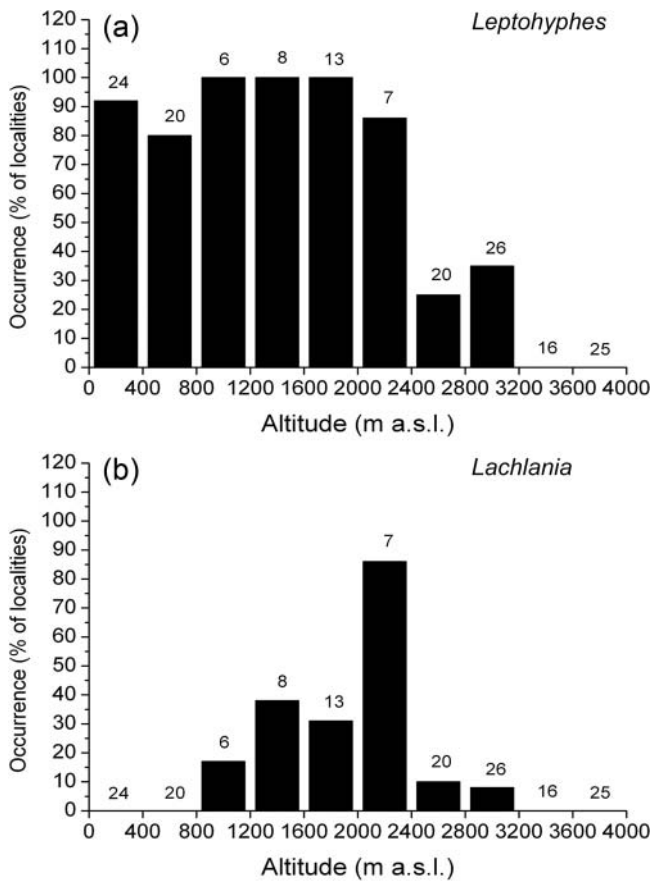 (a)
Leptohyphes
Occurrence (% of localities)
120
110
100
90
80
70
60
50
40
30
20
10
0
24 20 6 8 13 7 20 26 16 25
0 400 800 1200 1600 2000 2400 2800 3200 3600 4000
Altitude (m a.s.l.)
(b)
Lachlania
Occurrence (% of localities)
120
110
100
90
80
70
60
50
40
30
20
10
0
24 20 6 8 13 7 20 26 16 25
0 400 800 1200 1600 2000 2400 2800 3200 3600 4000
Altitude (m a.s.l.)